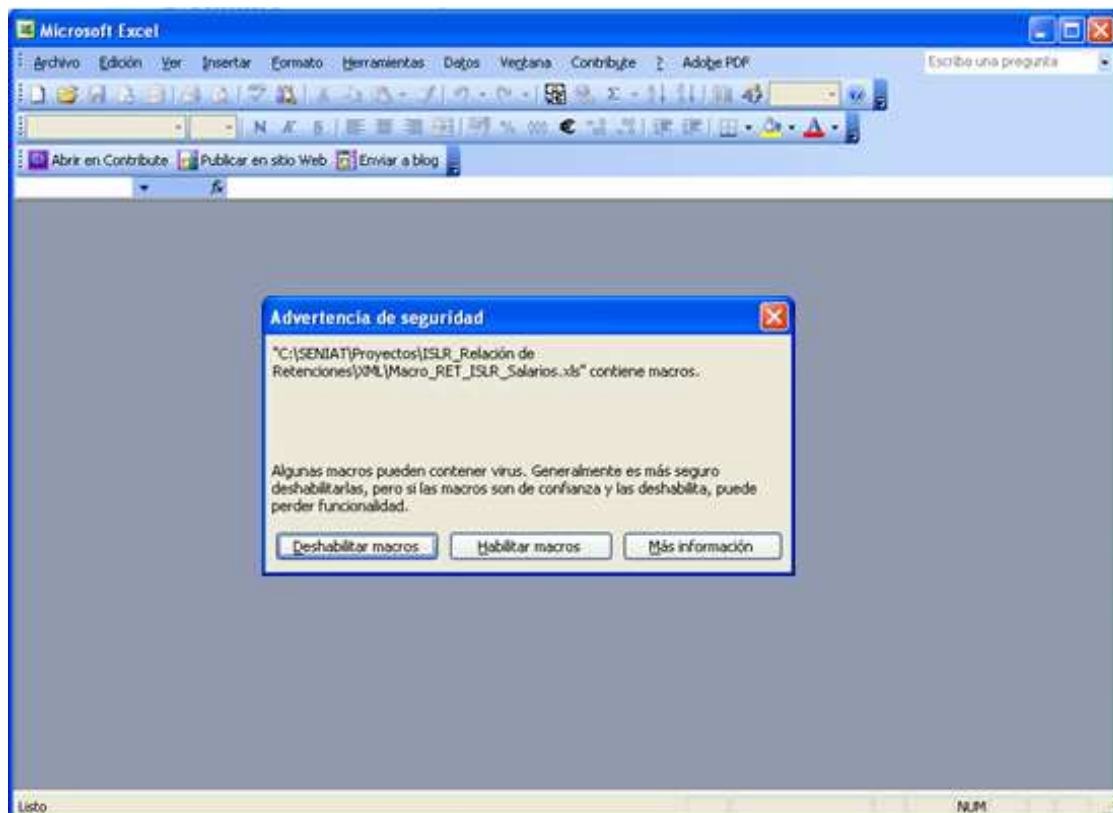 Microsoft Excel
Archivo Edición Ver Insertar Formato Herramientas Datos Ventana Contribute ? Adobe PDF Escriba una pregunta
N K S
Abrir en Contribute Publicar en sitio Web Enviar a blog
fx
Advertencia de seguridad
"C:\SENIAT\Proyectos\ISLR_Relación de
Retenciones\XML\Macro_RET_ISLR_Salarios.xls" contiene macros.
Algunas macros pueden contener virus. Generalmente es más seguro
deshabilitarlas, pero si las macros son de confianza y las deshabilita, puede
perder funcionalidad.
Deshabilitar macros Habilitar macros Más información
Listo NUM